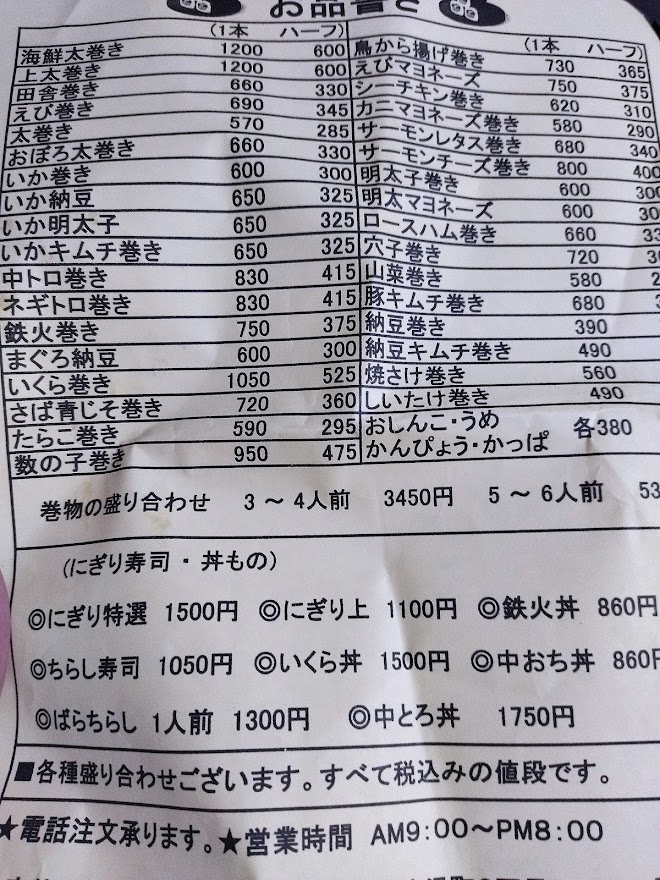 お品書き
(1本 ハーフ)
海鮮太巻き 1200 600
上太巻き 1200 600
田舎巻き 660 330
えび巻き 690 345
太巻き 570 285
おぼろ太巻き 660 330
いか巻き 600 300
いか納豆 650 325
いか明太子 650 325
いかキムチ巻き 650 325
中トロ巻き 830 415
ネギトロ巻き 830 415
鉄火巻き 750 375
まぐろ納豆 600 300
いくら巻き 1050 525
さば青じそ巻き 720 360
たらこ巻き 590 295
数の子巻き 950 475
(1本 ハーフ)
鳥から揚げ巻き 730 365
えびマヨネーズ 750 375
シーチキン巻き 620 310
カニマヨネーズ巻き 580 290
サーモンレタス巻き 680 340
サーモンチーズ巻き 800 400
明太子巻き 600
明太マヨネーズ 600
ロースハム巻き 660
穴子巻き 720
山菜巻き 580
豚キムチ巻き 680
納豆巻き 390
納豆キムチ巻き 490
焼さけ巻き 560
しいたけ巻き 490
おしんこ・うめ
かんぴょう・かっぱ 各380
巻物の盛り合わせ 3～4人前 3450円 5～6人前
(にぎり寿司・丼もの)
◎にぎり特選 1500円 ◎にぎり上 1100円 ◎鉄火丼 860円
◎ちらし寿司 1050円 ◎いくら丼 1500円 ◎中おち丼 860円
◎ばらちらし 1人前 1300円 ◎中とろ丼 1750円
■各種盛り合わせございます。すべて税込みの値段です。
★電話注文承ります。★営業時間 AM9:00～PM8:00